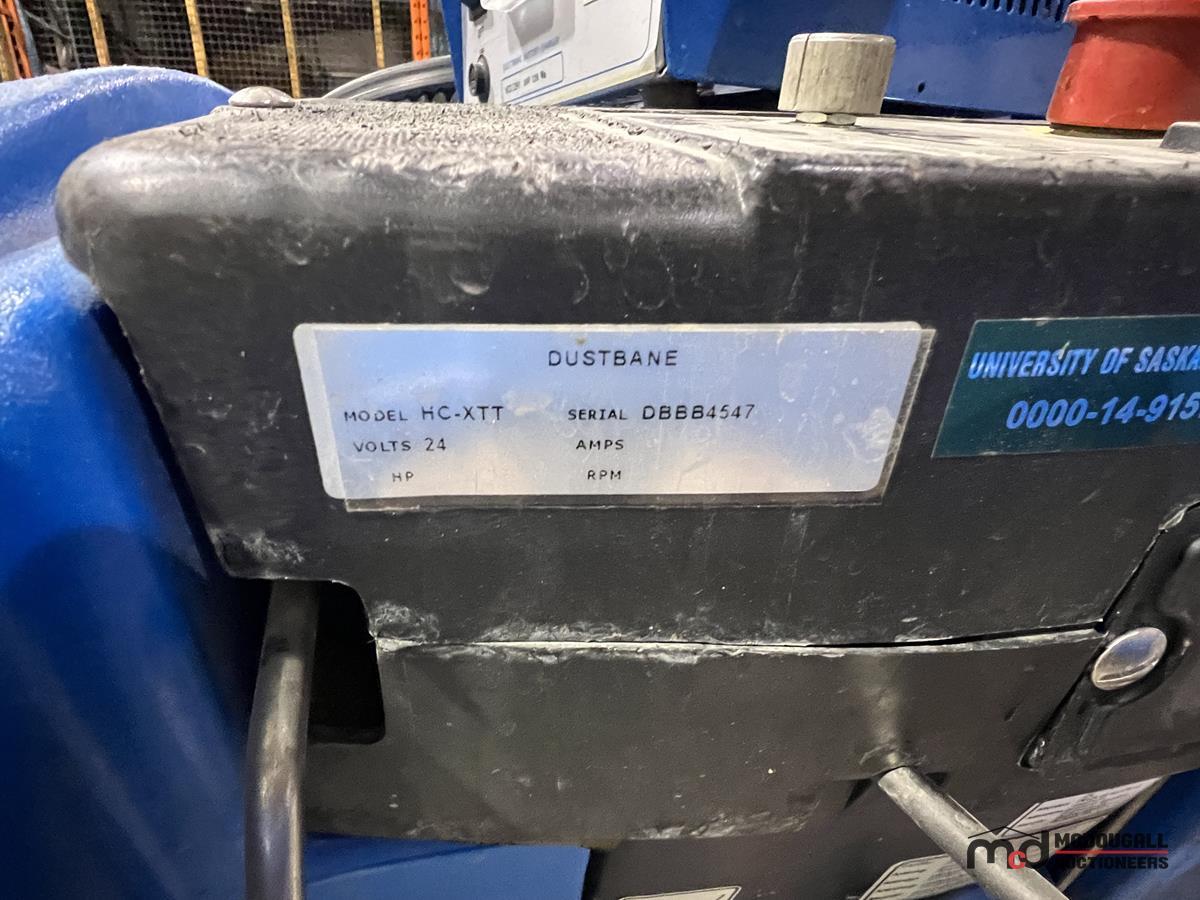 DUSTBANE
MODEL HC-XTT SERIAL DBBB4547
VOLTS 24 AMPS
HP RPM
UNIVERSITY OF SASKA
0000-14-915
mcd McDOUGALL
AUCTIONEERS